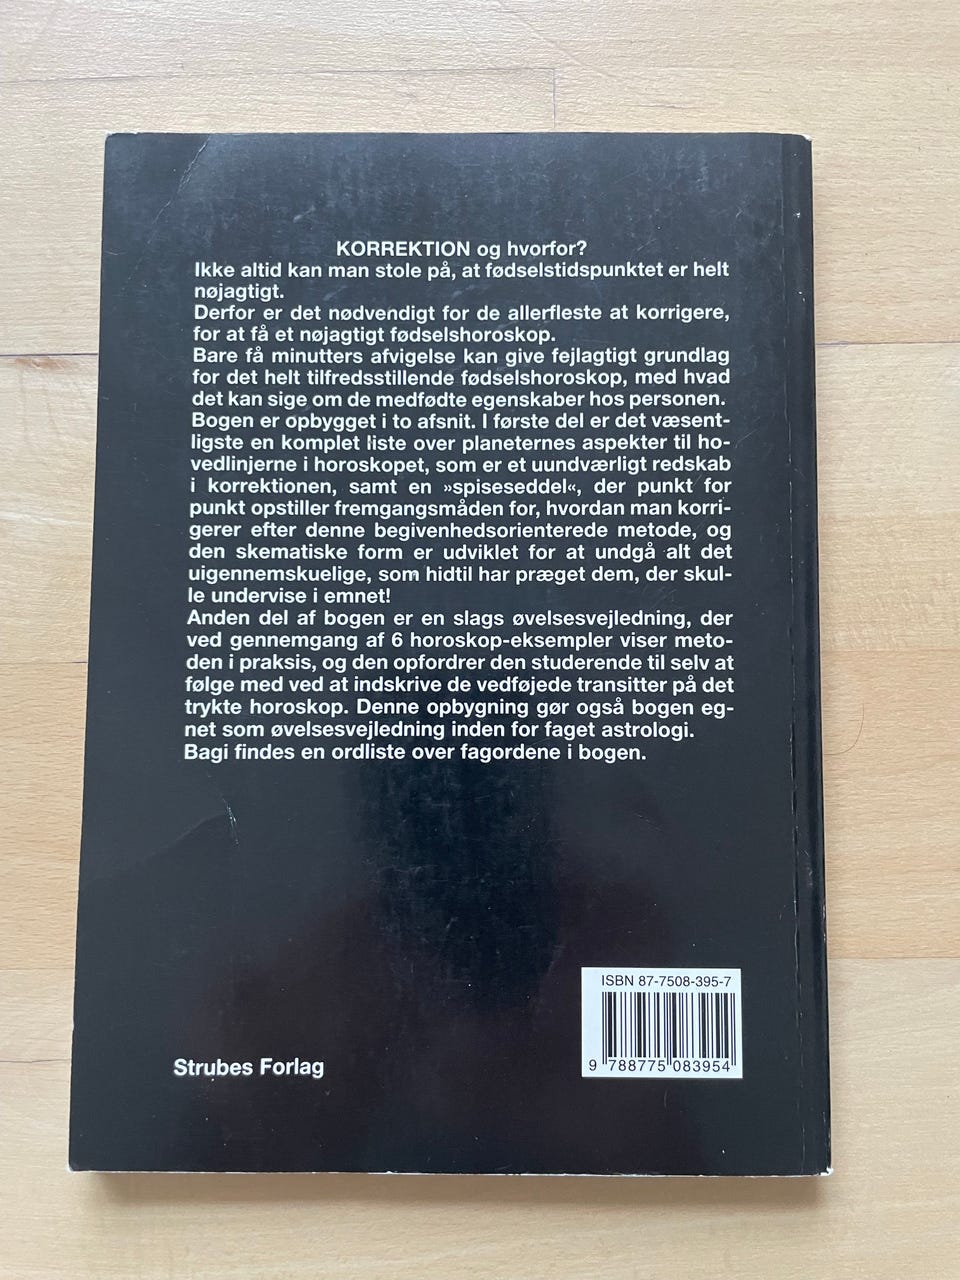 KORREKTION og hvorfor?
Ikke altid kan man stole på, at fødselstidspunktet er helt
nøjagtigt.
Derfor er det nødvendigt for de allerfleste at korrigere,
for at få et nøjagtigt fødselshoroskop.
Bare få minutters afvigelse kan give fejlagtigt grundlag
for det helt tilfredsstillende fødselshoroskop, med hvad
det kan sige om de medfødte egenskaber hos personen.
Bogen er opbygget i to afsnit. I første del er det væsent-
ligste en komplet liste over planeternes aspekter til ho-
vedlinjerne i horoskopet, som er et uundværligt redskab
i korrektionen, samt en »spiseseddel«, der punkt for
punkt opstiller fremgangsmåden for, hvordan man korri-
gerer efter denne begivenhedsorienterede metode, og
den skematiske form er udviklet for at undgå alt det
uigennemskuelige, som hidtil har præget dem, der skul-
le undervise i emnet!
Anden del af bogen er en slags øvelsesvejledning, der
ved gennemgang af 6 horoskop-eksempler viser meto-
den i praksis, og den opfordrer den studerende til selv at
følge med ved at indskrive de vedføjede transitter på det
trykte horoskop. Denne opbygning gør også bogen eg-
net som øvelsesvejledning inden for faget astrologi.
Bagi findes en ordliste over fagordene i bogen.
ISBN 87-7508-395-7
9 788775 083954
Strubes Forlag